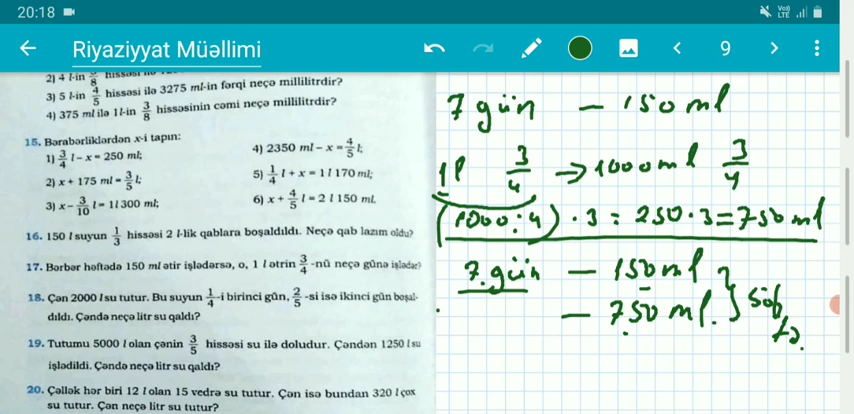 20:18
Vo))
LTE
Riyaziyyat Müəllimi
9
2) 4 l-in /8
3) 5 l-in 4/5 hissəsi ilə 3275 ml-in fərqi neçə millilitrdir?
4) 375 ml ilə 1 l-in 3/8 hissəsinin cəmi neçə millilitrdir?
15. Bərabərliklərdən x-i tapın:
1) 3/4 l - x = 250 ml;
4) 2350 ml - x = 4/5 l;
2) x + 175 ml = 3/5 l;
5) 1/4 l + x = 1 l 170 ml;
3) x - 3/10 l = 1 l 300 ml;
6) x + 4/5 l = 2 l 150 ml.
16. 150 l suyun 1/3 hissəsi 2 l-lik qablara boşaldıldı. Neçə qab lazım oldu?
17. Bərbər həftədə 150 ml ətir işlədərsə, o, 1 l ətrin 3/4 -nü neçə günə işlədər?
18. Çən 2000 l su tutur. Bu suyun 1/4-i birinci gün, 2/5 -si isə ikinci gün boşal-
dıldı. Çəndə neçə litr su qaldı?
19. Tutumu 5000 l olan çənin 3/5 hissəsi su ilə doludur. Çəndən 1250 l su
işlədildi. Çəndə neçə litr su qaldı?
20. Çəllək hər biri 12 l olan 15 vedrə su tutur. Çən isə bundan 320 l çox
su tutur. Çən neçə litr su tutur?
7 gün - 150 ml
1l 3/4 → 1000 ml 3/4
(1000:4) · 3 = 250 · 3 = 750 ml
7. gün - 150 ml
- 750 ml.